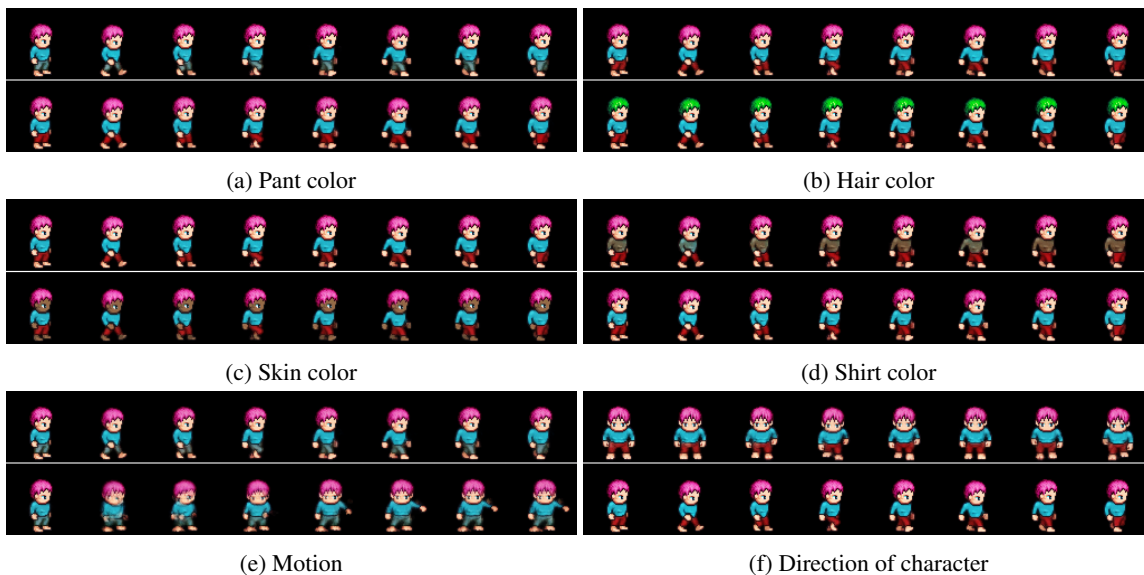 (a) Pant color
(b) Hair color
(c) Skin color
(d) Shirt color
(e) Motion
(f) Direction of character